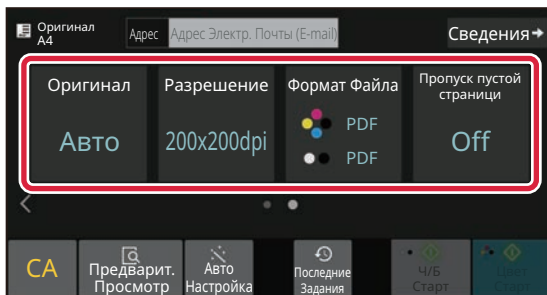 Оригинал
A4
Адрес
Адрес Электр. Почты (E-mail)
Сведения
Оригинал
Авто
Разрешение
200x200dpi
Формат Файла
PDF
PDF
Пропуск пустой
страници
Off
CA
Предварит.
Просмотр
Авто
Настройка
Последние
Задания
Ч/Б
Старт
Цвет
Старт